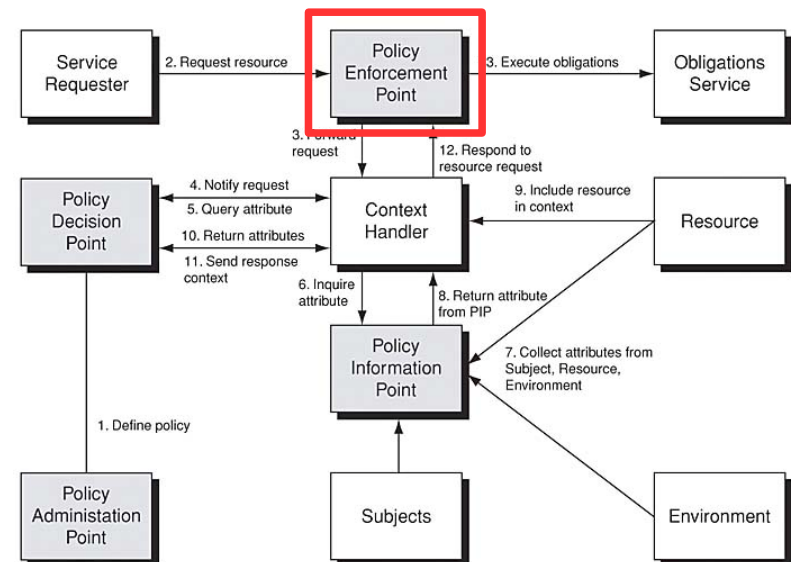 Service
Requester
2. Request resource
Policy
Enforcement
Point
3. Execute obligations
Obligations
Service
3. Forward
request
12. Respond to
resource request
Policy
Decision
Point
4. Notify request
5. Query attribute
10. Return attributes
11. Send response
context
Context
Handler
9. Include resource
in context
Resource
6. Inquire
attribute
8. Return attribute
from PIP
Policy
Information
Point
7. Collect attributes from
Subject, Resource,
Environment
1. Define policy
Policy
Administation
Point
Subjects
Environment